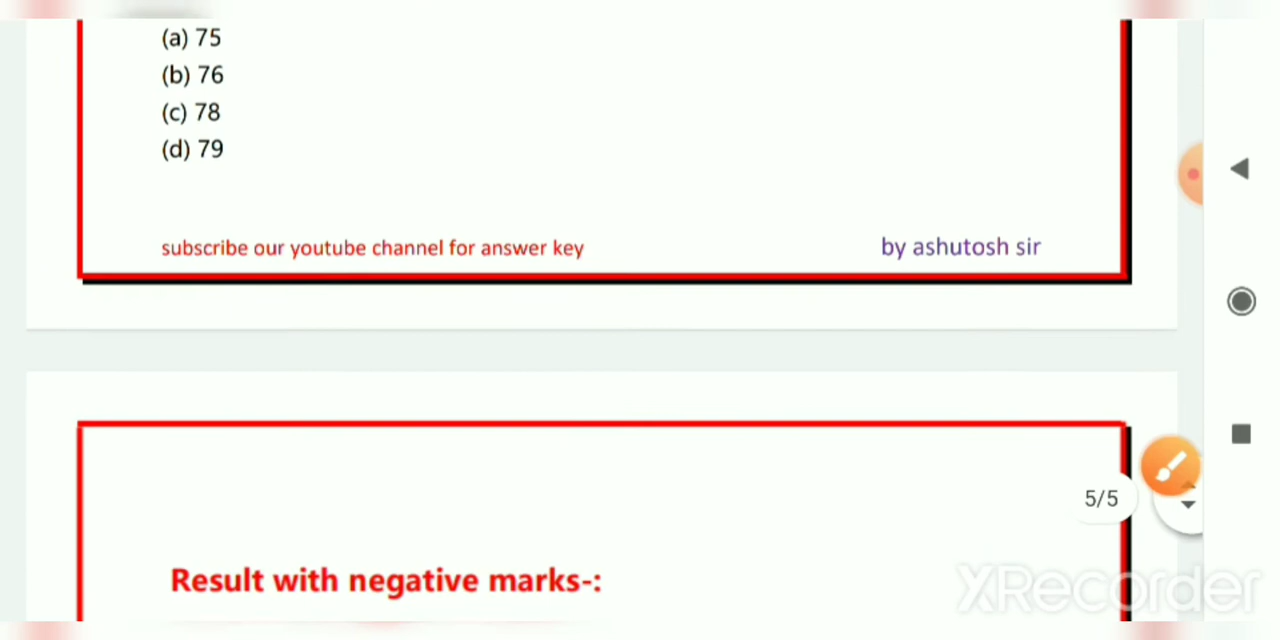 (a) 75
(b) 76
(c) 78
(d) 79
subscribe our youtube channel for answer key by ashutosh sir
5/5
Result with negative marks-:
XRecorder